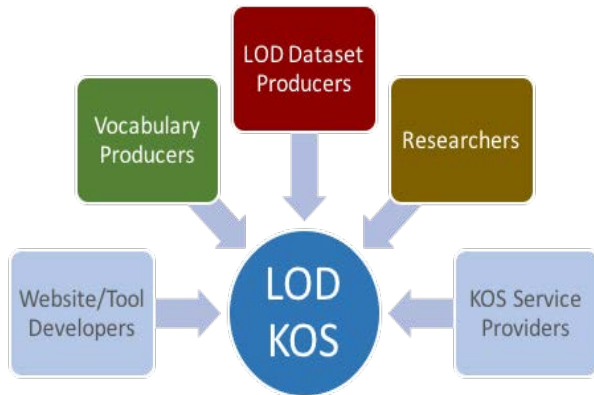 LOD Dataset
Producers
Vocabulary
Producers
Researchers
Website/Tool
Developers
LOD
KOS
KOS Service
Providers